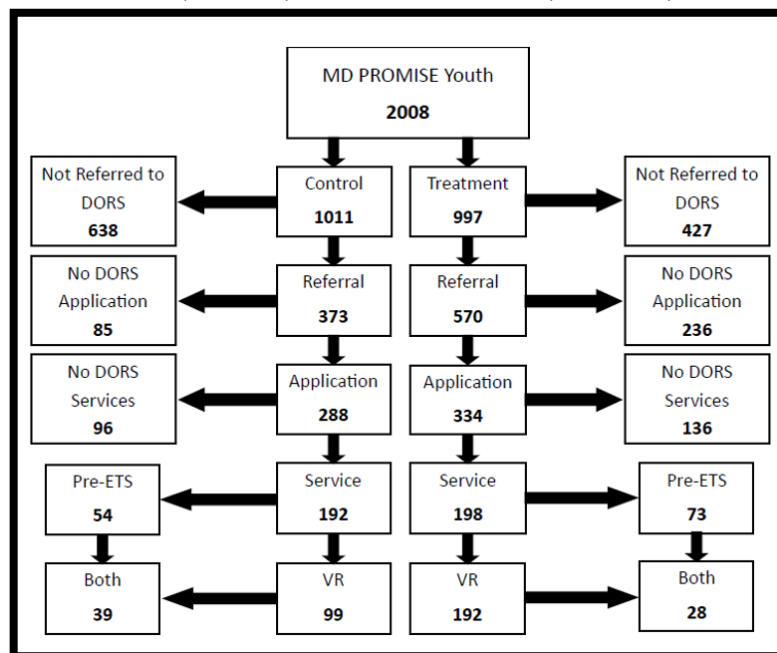 MD PROMISE Youth
2008
Not Referred to
DORS
638
Control
1011
Treatment
997
Not Referred to
DORS
427
No DORS
Application
85
Referral
373
Referral
570
No DORS
Application
236
No DORS
Services
96
Application
288
Application
334
No DORS
Services
136
Pre-ETS
54
Service
192
Service
198
Pre-ETS
73
Both
39
VR
99
VR
192
Both
28